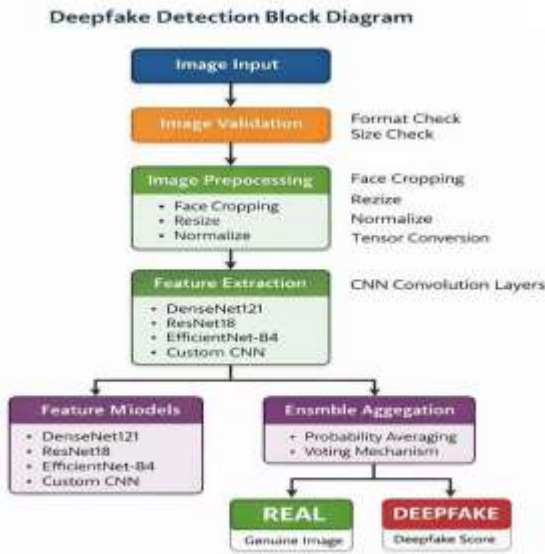 Deepfake Detection Block Diagram
Image Input
Image Validation
Format Check
Size Check
Image Prepocessing
• Face Cropping
• Resize
• Normalize
Face Cropping
Rezize
Normalize
Tensor Conversion
Feature Extraction
• DenseNet121
• ResNet18
• EfficientNet-B4
• Custom CNN
CNN Convolution Layers
Feature Miodels
• DenseNet121
• ResNet18
• EfficientNet-B4
• Custom CNN
Ensmble Aggegation
• Probability Averaging
• Voting Mechanism
REAL
Genuine Image
DEEPFAKE
Deepfake Score